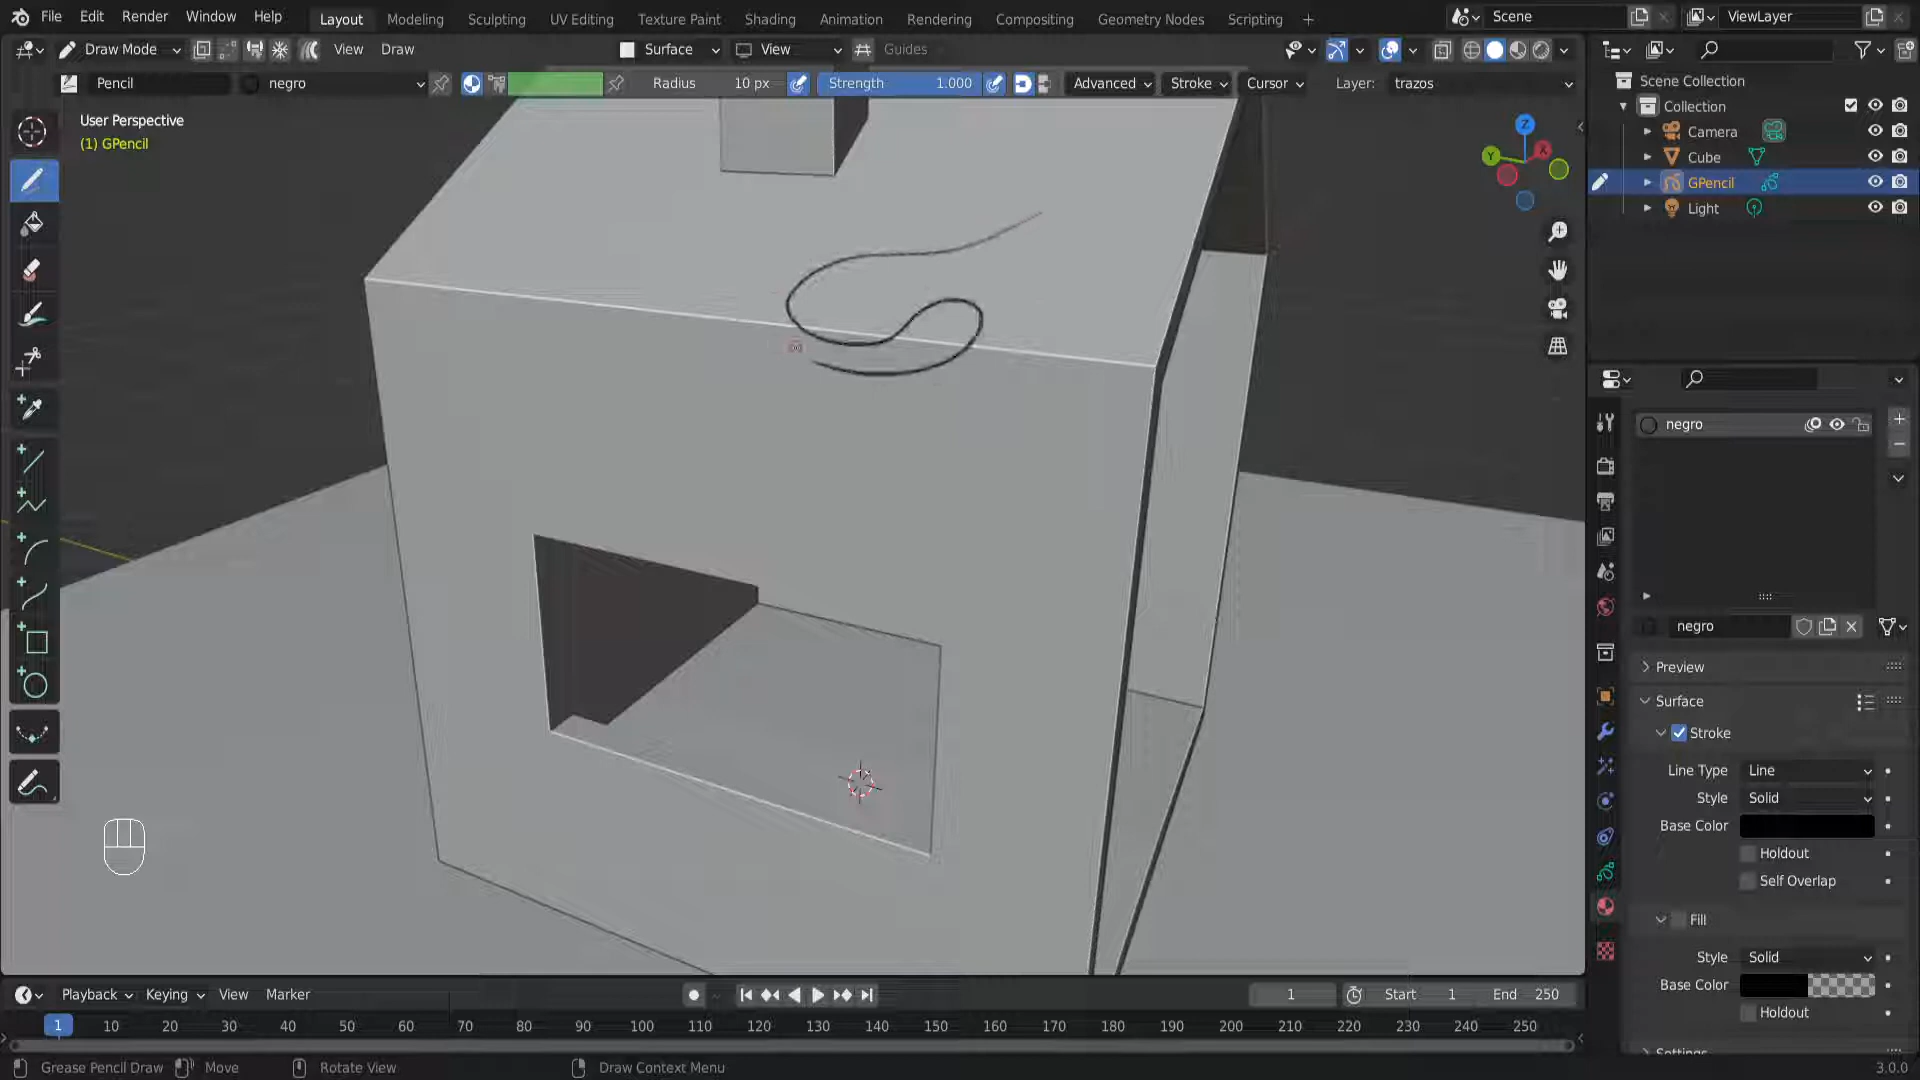 File Edit Render Window Help Layout Modeling Sculpting UV Editing Texture Paint Shading Animation Rendering Compositing Geometry Nodes Scripting + Scene ViewLayer
Draw Mode View Draw Surface View Guides
Pencil negro Radius 10 px Strength 1.000 Advanced Stroke Cursor Layer: trazos
User Perspective
(1) GPencil
Z
Y
X
Scene Collection
Collection
Camera
Cube
GPencil
Light
negro
negro
Preview
Surface
Stroke
Line Type Line
Style Solid
Base Color
Holdout
Self Overlap
Fill
Style Solid
Base Color
Holdout
Settings
Playback Keying View Marker 1 Start 1 End 250
1 10 20 30 40 50 60 70 80 90 100 110 120 130 140 150 160 170 180 190 200 210 220 230 240 250
Grease Pencil Draw Move Rotate View Draw Context Menu 3.0.0